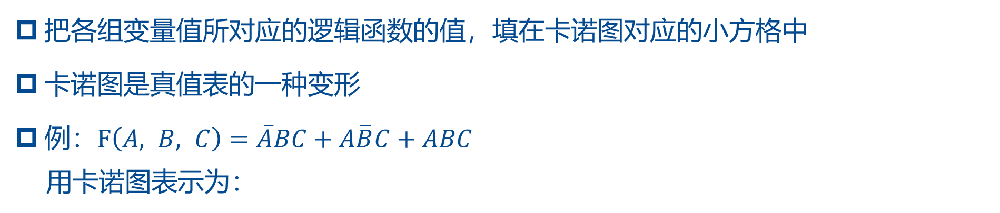 把各组变量值所对应的逻辑函数的值，填在卡诺图对应的小方格中
卡诺图是真值表的一种变形
例：F(A, B, C) = A̅BC + AB̅C + ABC
用卡诺图表示为：